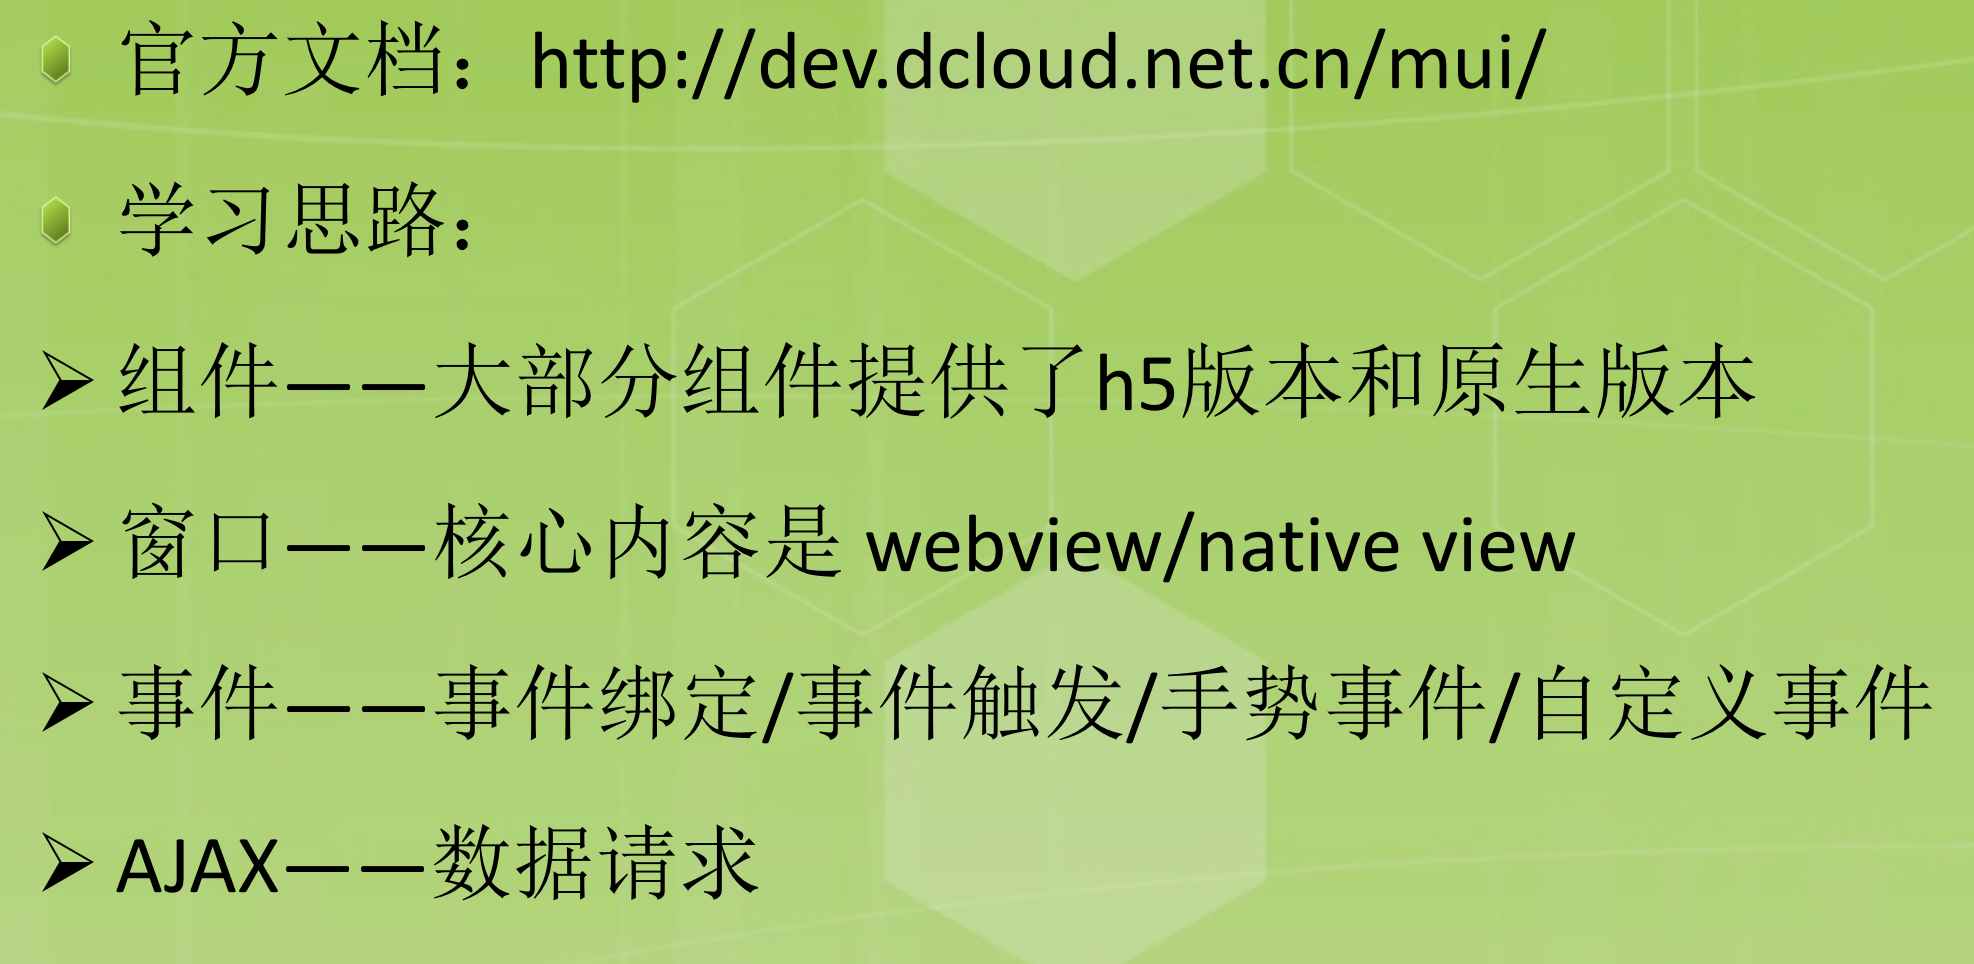 官方文档：http://dev.dcloud.net.cn/mui/
学习思路：
组件——大部分组件提供了h5版本和原生版本
窗口——核心内容是 webview/native view
事件——事件绑定/事件触发/手势事件/自定义事件
AJAX——数据请求